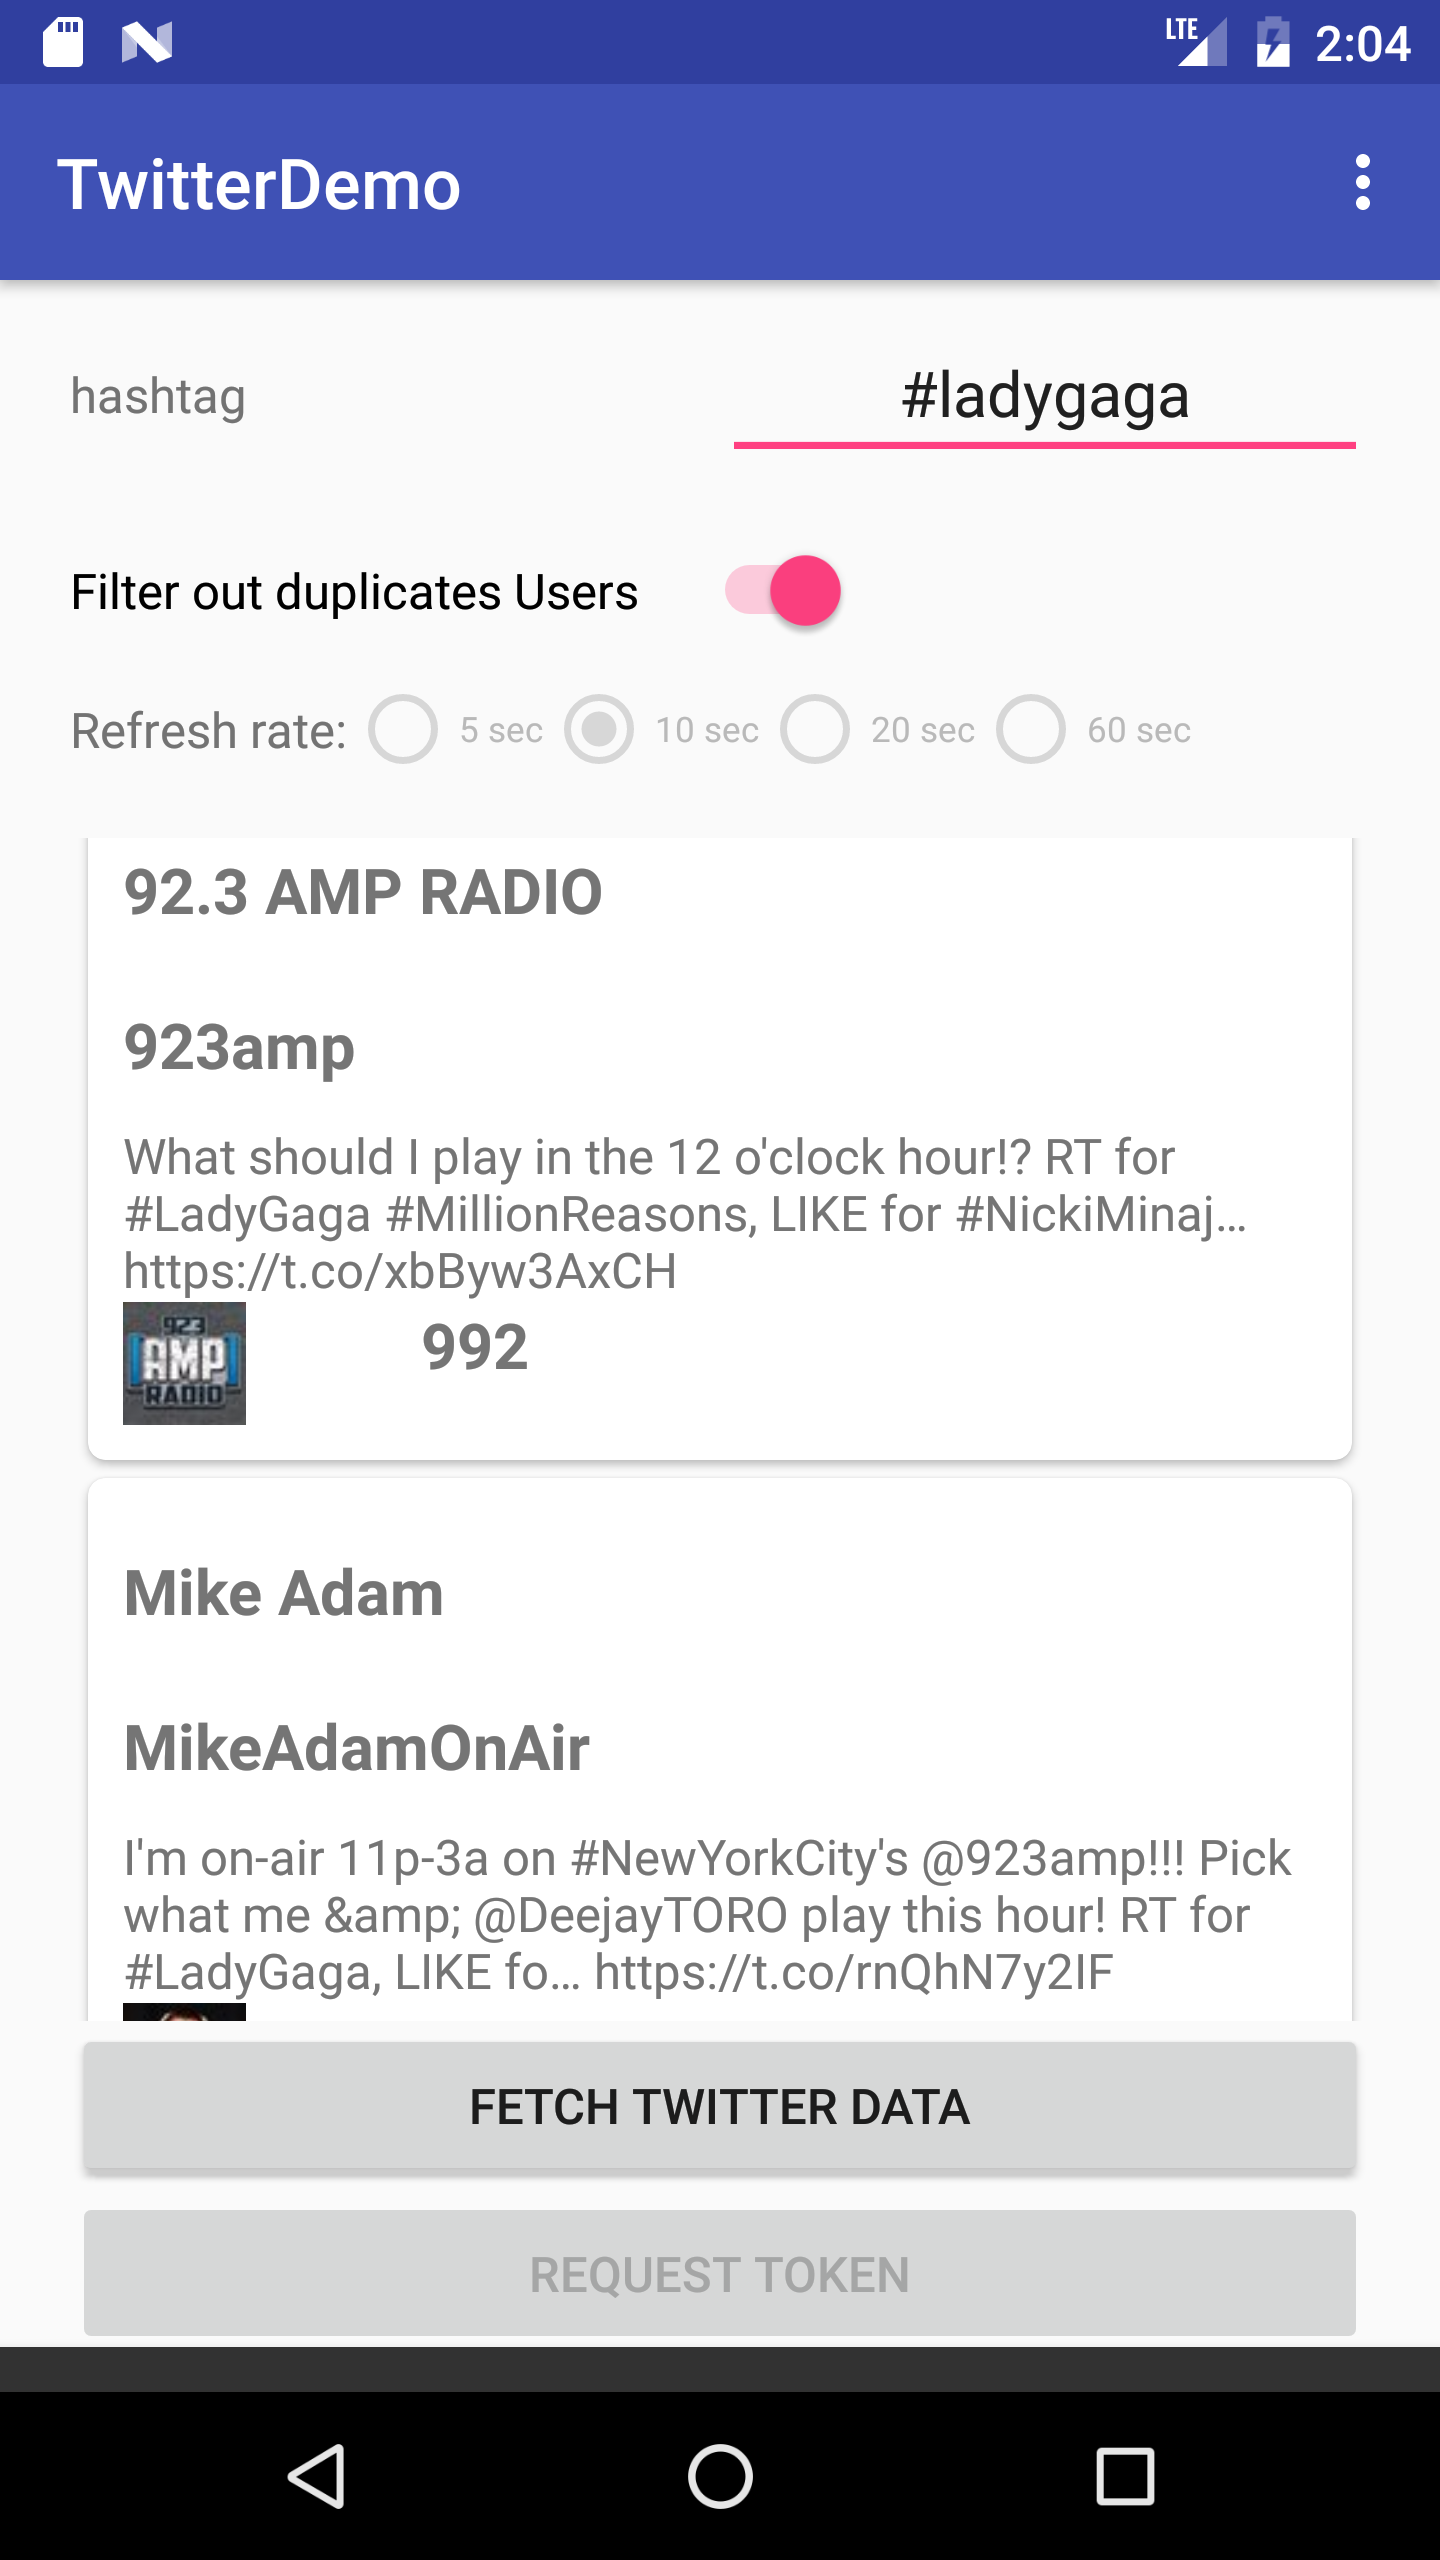 LTE 2:04
TwitterDemo
hashtag #ladygaga
Filter out duplicates Users
Refresh rate: 5 sec 10 sec 20 sec 60 sec
92.3 AMP RADIO
923amp
What should I play in the 12 o'clock hour!? RT for
#LadyGaga #MillionReasons, LIKE for #NickiMinaj…
https://t.co/xbByw3AxCH
923
AMP
RADIO
992
Mike Adam
MikeAdamOnAir
I'm on-air 11p-3a on #NewYorkCity's @923amp!!! Pick
what me &amp; @DeejayTORO play this hour! RT for
#LadyGaga, LIKE fo… https://t.co/rnQhN7y2IF
FETCH TWITTER DATA
REQUEST TOKEN